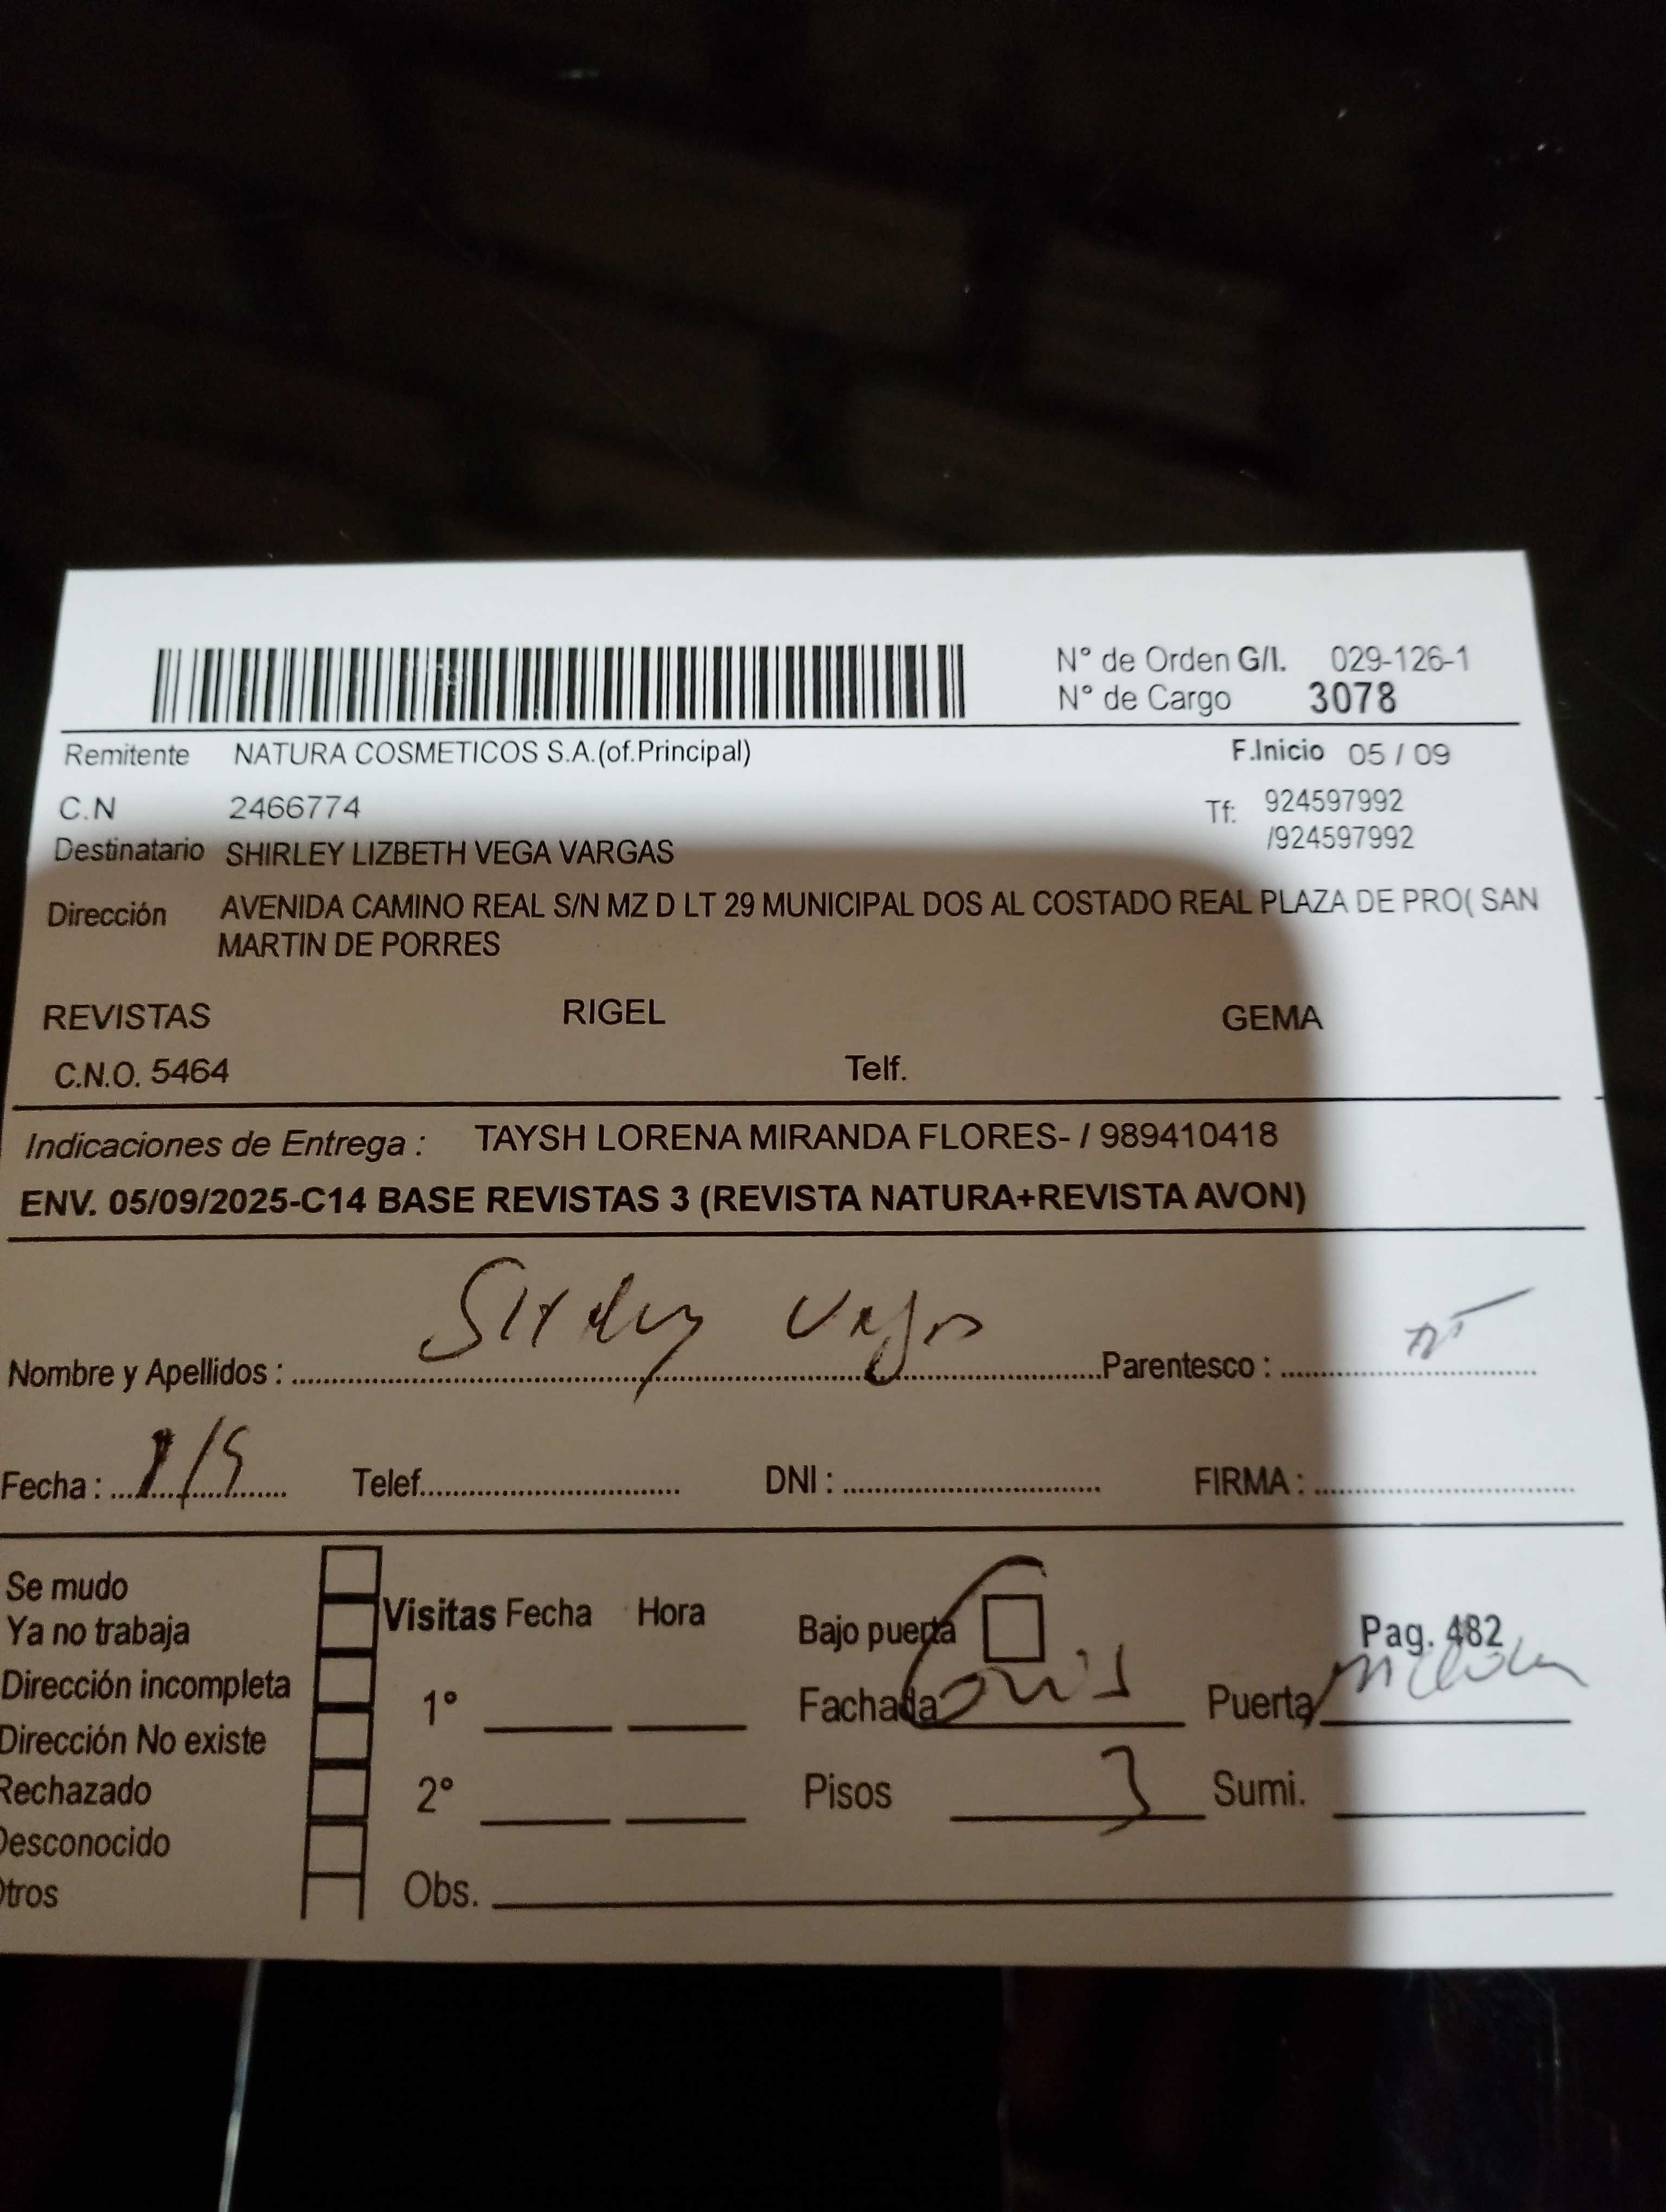 N° de Orden G/I. 029-126-1
N° de Cargo 3078
Remitente NATURA COSMETICOS S.A.(of.Principal) F.Inicio 05 / 09
C.N 2466774 Tf: 924597992
/924597992
Destinatario SHIRLEY LIZBETH VEGA VARGAS
Dirección AVENIDA CAMINO REAL S/N MZ D LT 29 MUNICIPAL DOS AL COSTADO REAL PLAZA DE PRO( SAN
MARTIN DE PORRES
REVISTAS RIGEL GEMA
C.N.O. 5464 Telf.
Indicaciones de Entrega : TAYSH LORENA MIRANDA FLORES- / 989410418
ENV. 05/09/2025-C14 BASE REVISTAS 3 (REVISTA NATURA+REVISTA AVON)
Nombre y Apellidos : Parentesco :
Fecha : Telef. DNI : FIRMA :
Se mudo
Ya no trabaja
Dirección incompleta
Dirección No existe
Rechazado
Desconocido
Otros
Visitas Fecha Hora
1°
2°
Obs.
Bajo puerta Pag. 482
Fachada Puerta
Pisos 3 Sumi.